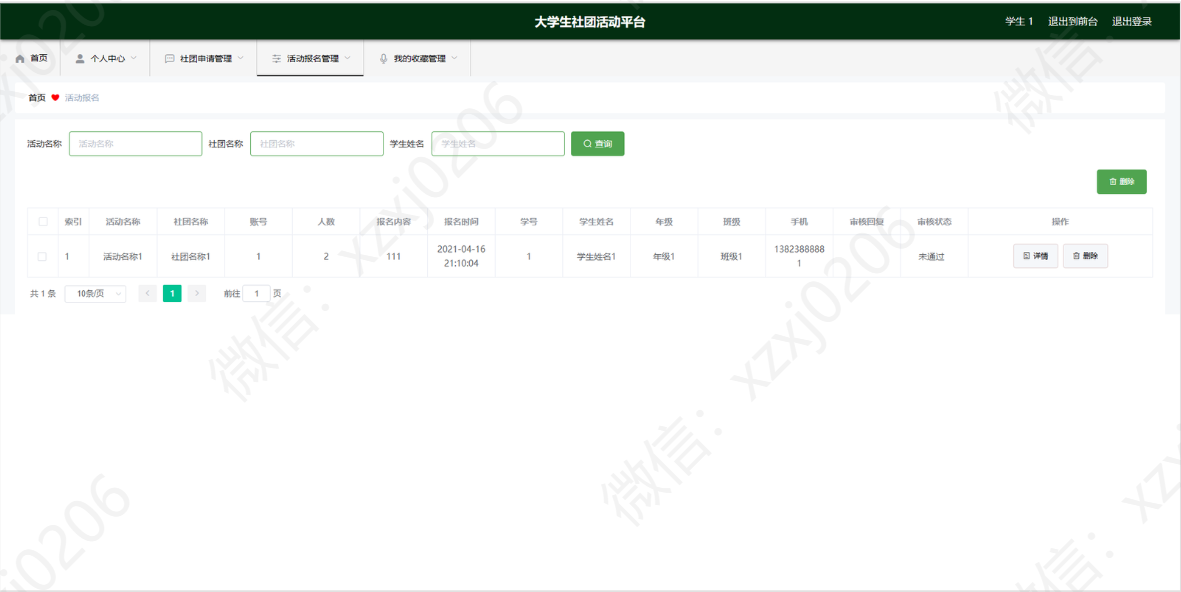 大学生社团活动平台
学生 1 退出到前台 退出登录
首页 个人中心 社团申请管理 活动报名管理 我的收藏管理
首页 活动报名
活动名称 活动名称 社团名称 社团名称 学生姓名 学生姓名 查询
删除
索引 活动名称 社团名称 账号 人数 报名内容 报名时间 学号 学生姓名 年级 班级 手机 审核回复 审核状态 操作
1 活动名称1 社团名称1 1 2 111 2021-04-16 21:10:04 1 学生姓名1 年级1 班级1 13823888881 未通过 详情 删除
共 1 条 10条/页 < 1 > 前往 1 页
微信: xzxj0206
微信: xzxj0206
微信: xzxj0206